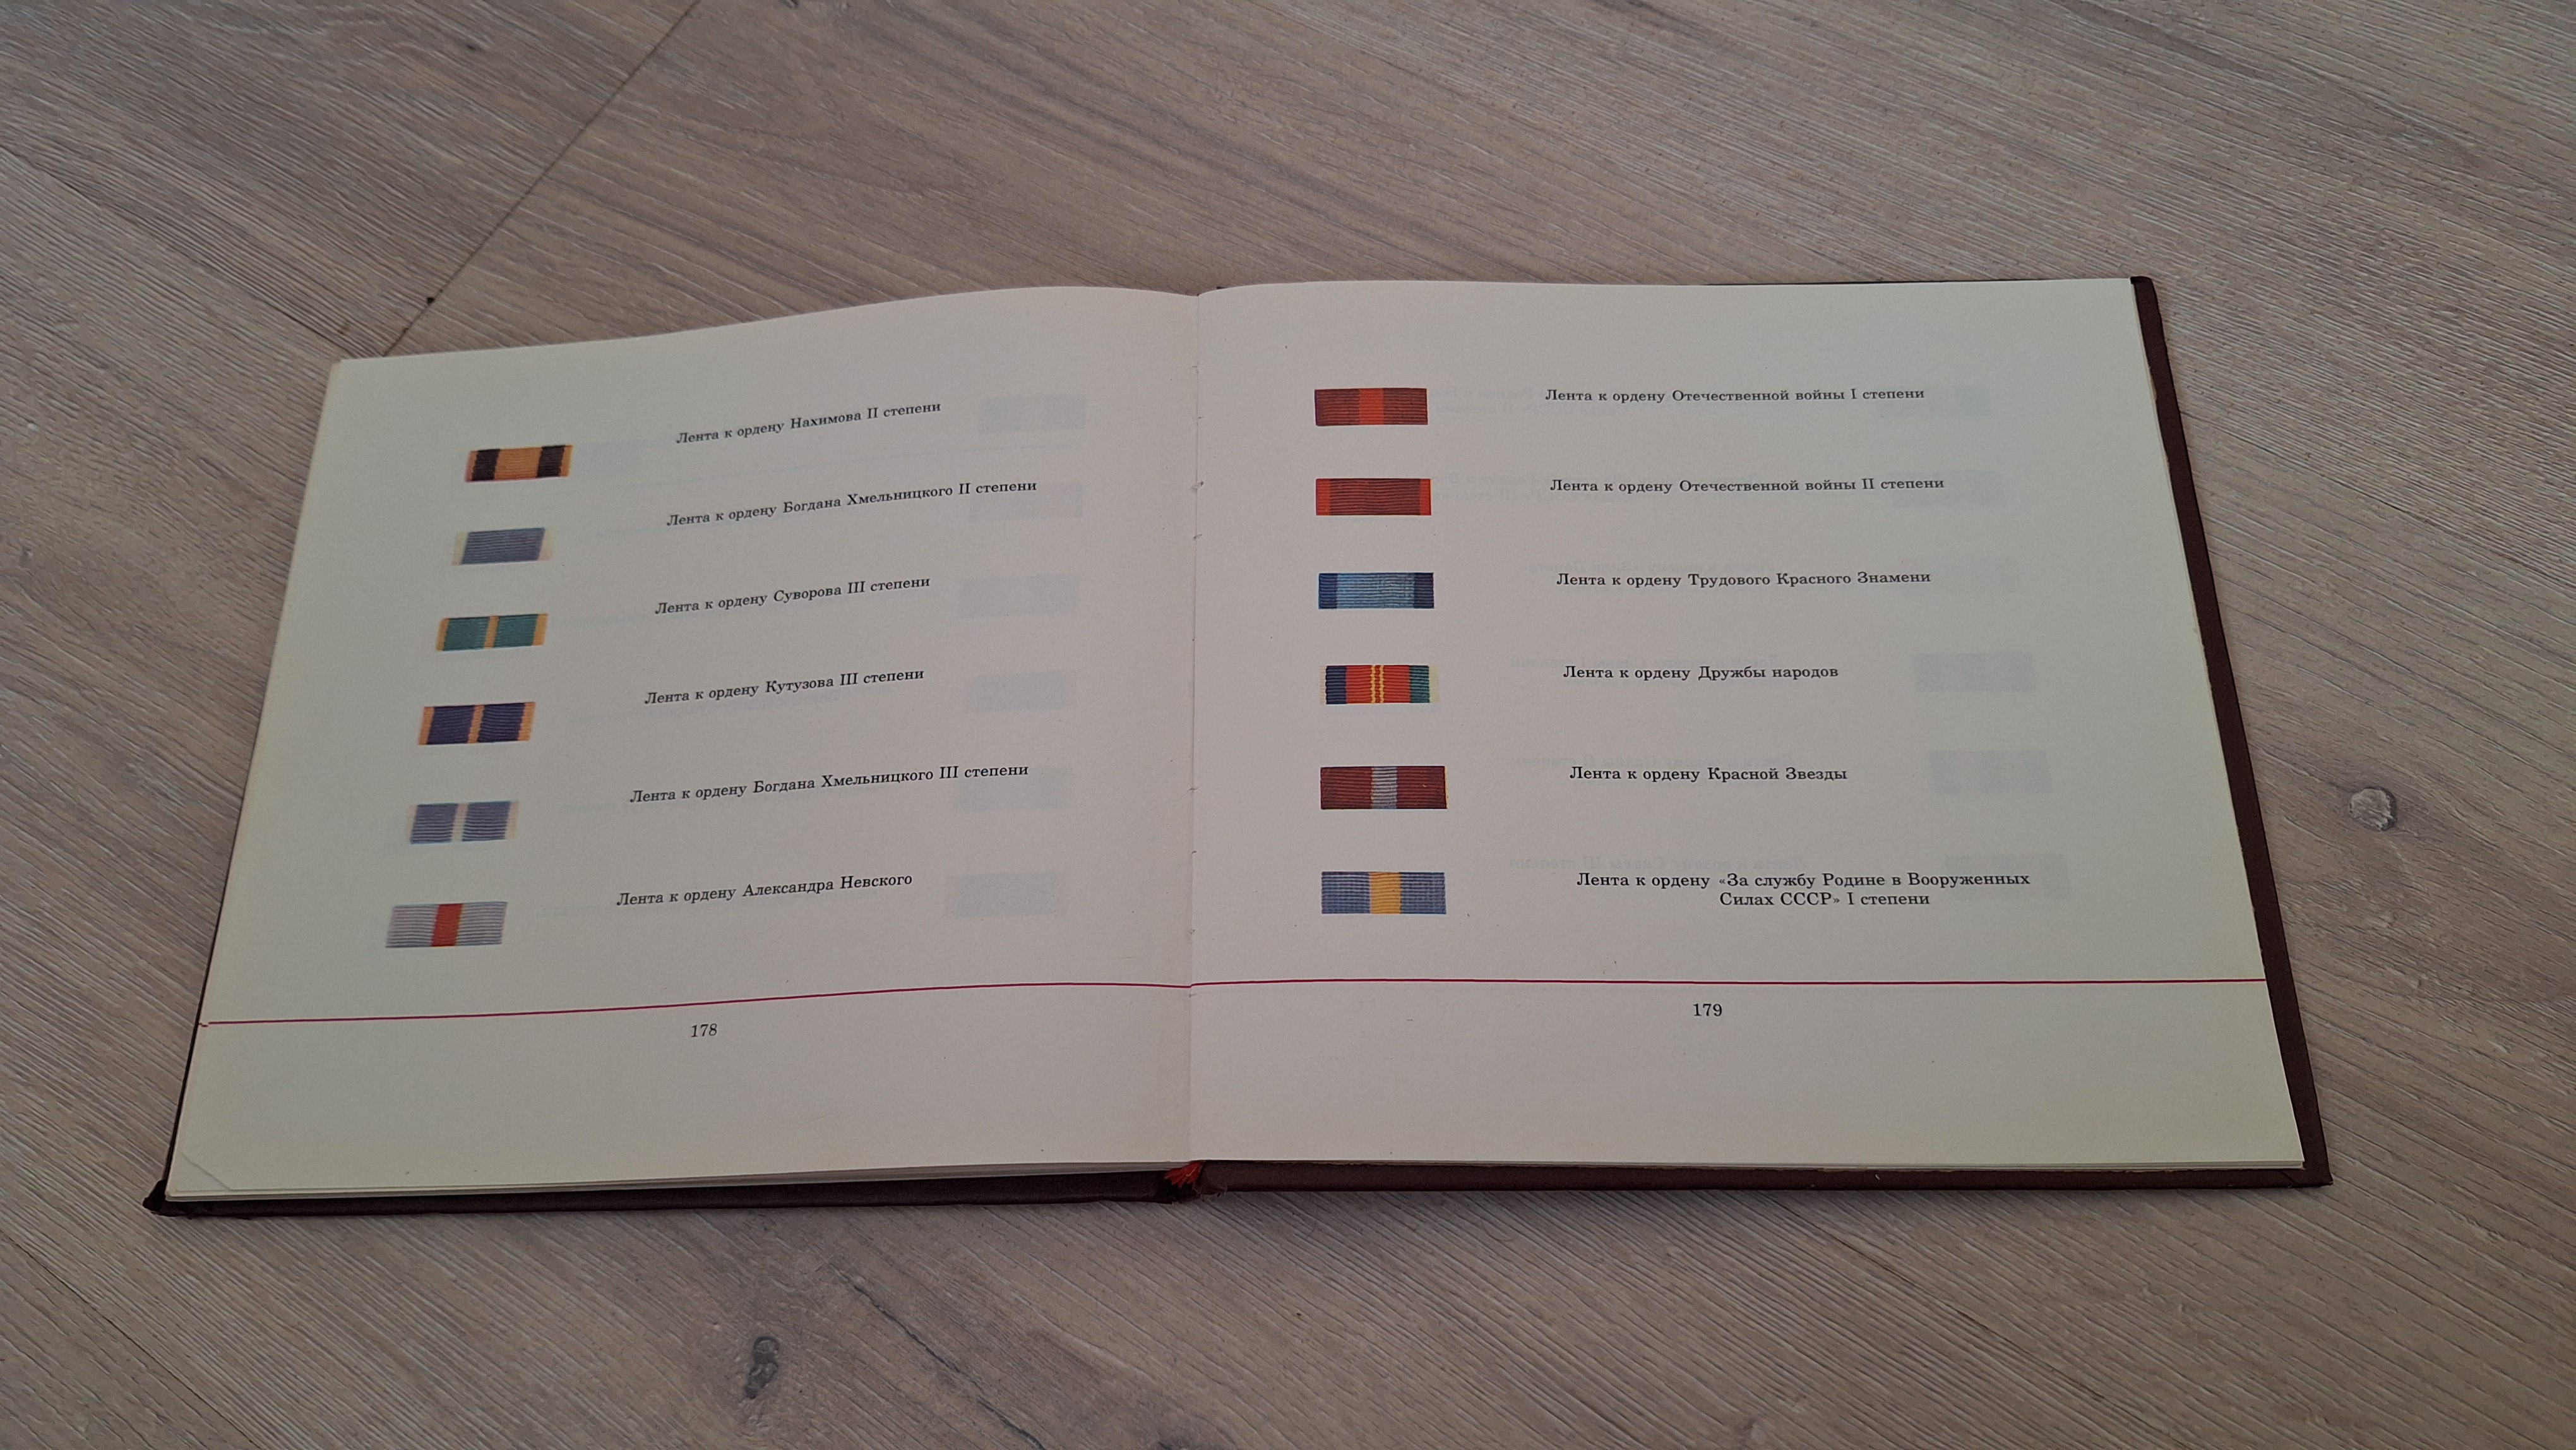 Лента к ордену Нахимова II степени
Лента к ордену Богдана Хмельницкого II степени
Лента к ордену Суворова III степени
Лента к ордену Кутузова III степени
Лента к ордену Богдана Хмельницкого III степени
Лента к ордену Александра Невского
178
Лента к ордену Отечественной войны I степени
Лента к ордену Отечественной войны II степени
Лента к ордену Трудового Красного Знамени
Лента к ордену Дружбы народов
Лента к ордену Красной Звезды
Лента к ордену «За службу Родине в Вооруженных
Силах СССР» I степени
179